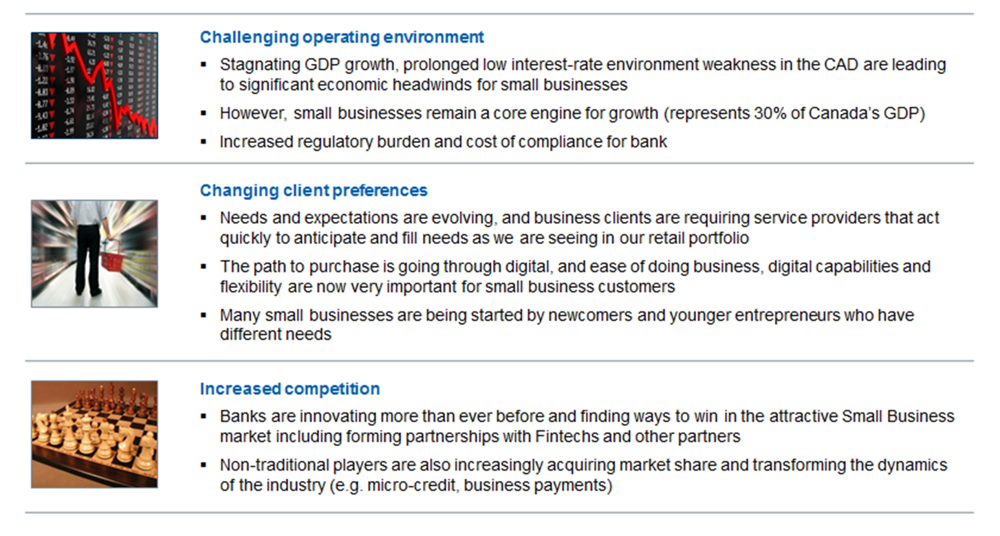 Challenging operating environment
▪ Stagnating GDP growth, prolonged low interest-rate environment weakness in the CAD are leading
to significant economic headwinds for small businesses
▪ However, small businesses remain a core engine for growth (represents 30% of Canada's GDP)
▪ Increased regulatory burden and cost of compliance for bank
Changing client preferences
▪ Needs and expectations are evolving, and business clients are requiring service providers that act
quickly to anticipate and fill needs as we are seeing in our retail portfolio
▪ The path to purchase is going through digital, and ease of doing business, digital capabilities and
flexibility are now very important for small business customers
▪ Many small businesses are being started by newcomers and younger entrepreneurs who have
different needs
Increased competition
▪ Banks are innovating more than ever before and finding ways to win in the attractive Small Business
market including forming partnerships with Fintechs and other partners
▪ Non-traditional players are also increasingly acquiring market share and transforming the dynamics
of the industry (e.g. micro-credit, business payments)